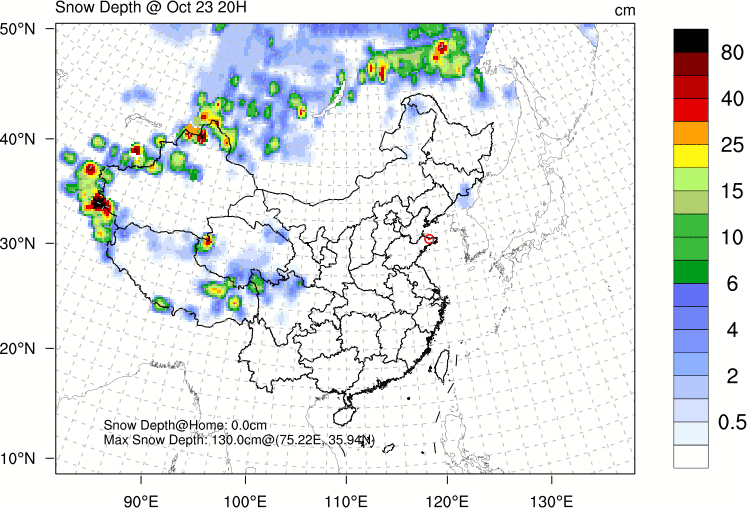 Snow Depth @ Oct 23 20H
cm
50°N
40°N
30°N
20°N
10°N
90°E
100°E
110°E
120°E
130°E
80
40
25
15
10
6
4
2
0.5
Snow Depth@Home: 0.0cm
Max Snow Depth: 130.0cm@(75.22E, 35.94N)